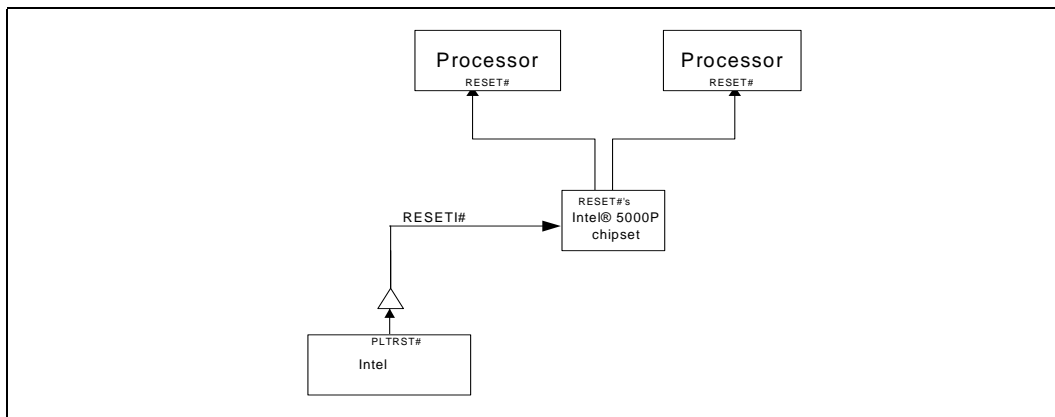 Processor
RESET#
Processor
RESET#
RESET#'s
Intel® 5000P
chipset
RESETI#
PLTRST#
Intel